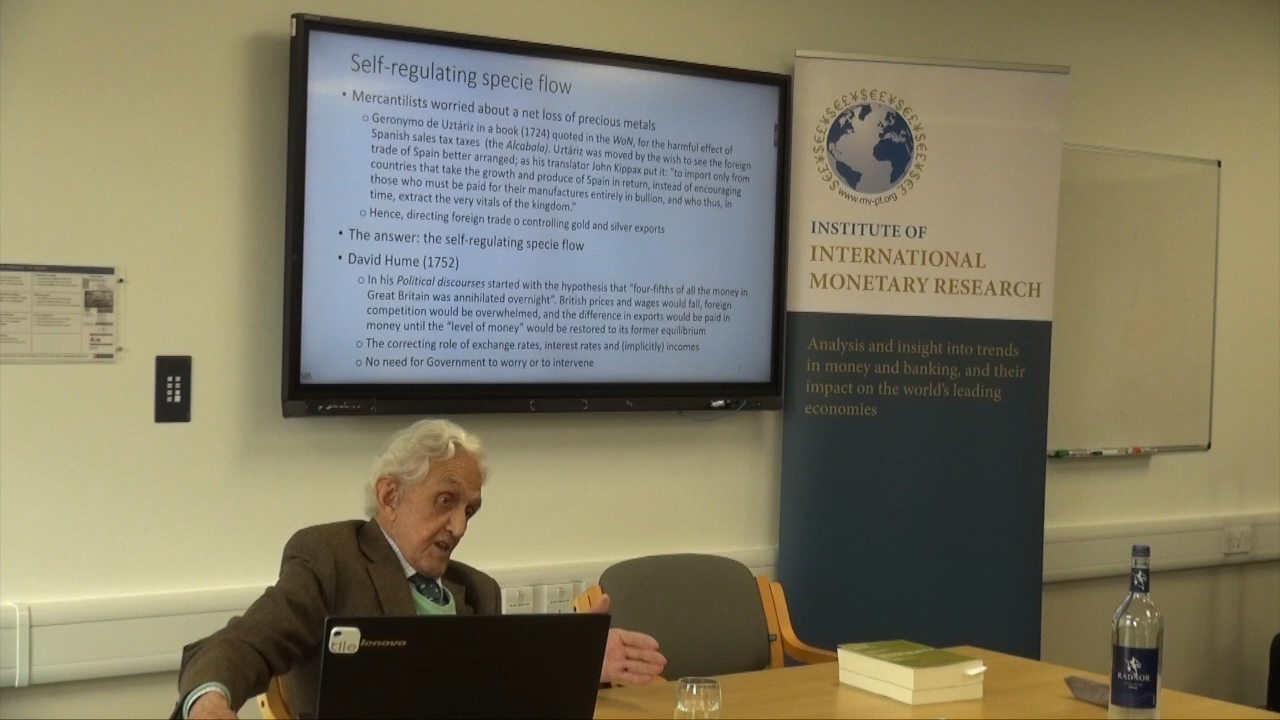 Self-regulating specie flow
• Mercantilists worried about a net loss of precious metals
o Geronymo de Uztáriz in a book (1724) quoted in the WoN, for the harmful effect of
Spanish sales tax taxes (the Alcabala). Uztáriz was moved by the wish to see the foreign
trade of Spain better arranged; as his translator John Kippax put it: "to import only from
countries that take the growth and produce of Spain in return, instead of encouraging
those who must be paid for their manufactures entirely in bullion, and who thus, in
time, extract the very vitals of the kingdom."
o Hence, directing foreign trade o controlling gold and silver exports
• The answer: the self-regulating specie flow
• David Hume (1752)
o In his Political discourses started with the hypothesis that "four-fifths of all the money in
Great Britain was annihilated overnight". British prices and wages would fall, foreign
competition would be overwhelmed, and the difference in exports would be paid in
money until the "level of money" would be restored to its former equilibrium
o The correcting role of exchange rates, interest rates and (implicitly) incomes
o No need for Government to worry or to intervene
www.mv-pt.org
INSTITUTE OF
INTERNATIONAL
MONETARY RESEARCH
Analysis and insight into trends
in money and banking, and their
impact on the world's leading
economies
lenovo
RADNOR